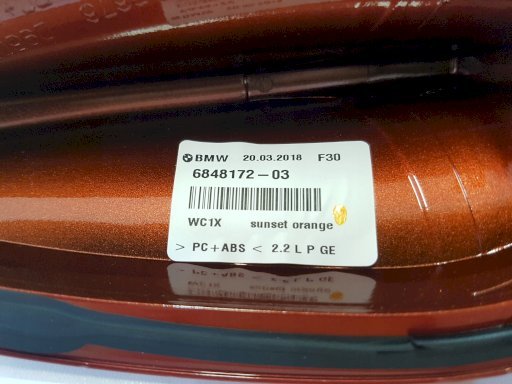 BMW 20.03.2018 F30
6848172-03
WC1X sunset orange
> PC+ABS < 2.2 L P GE